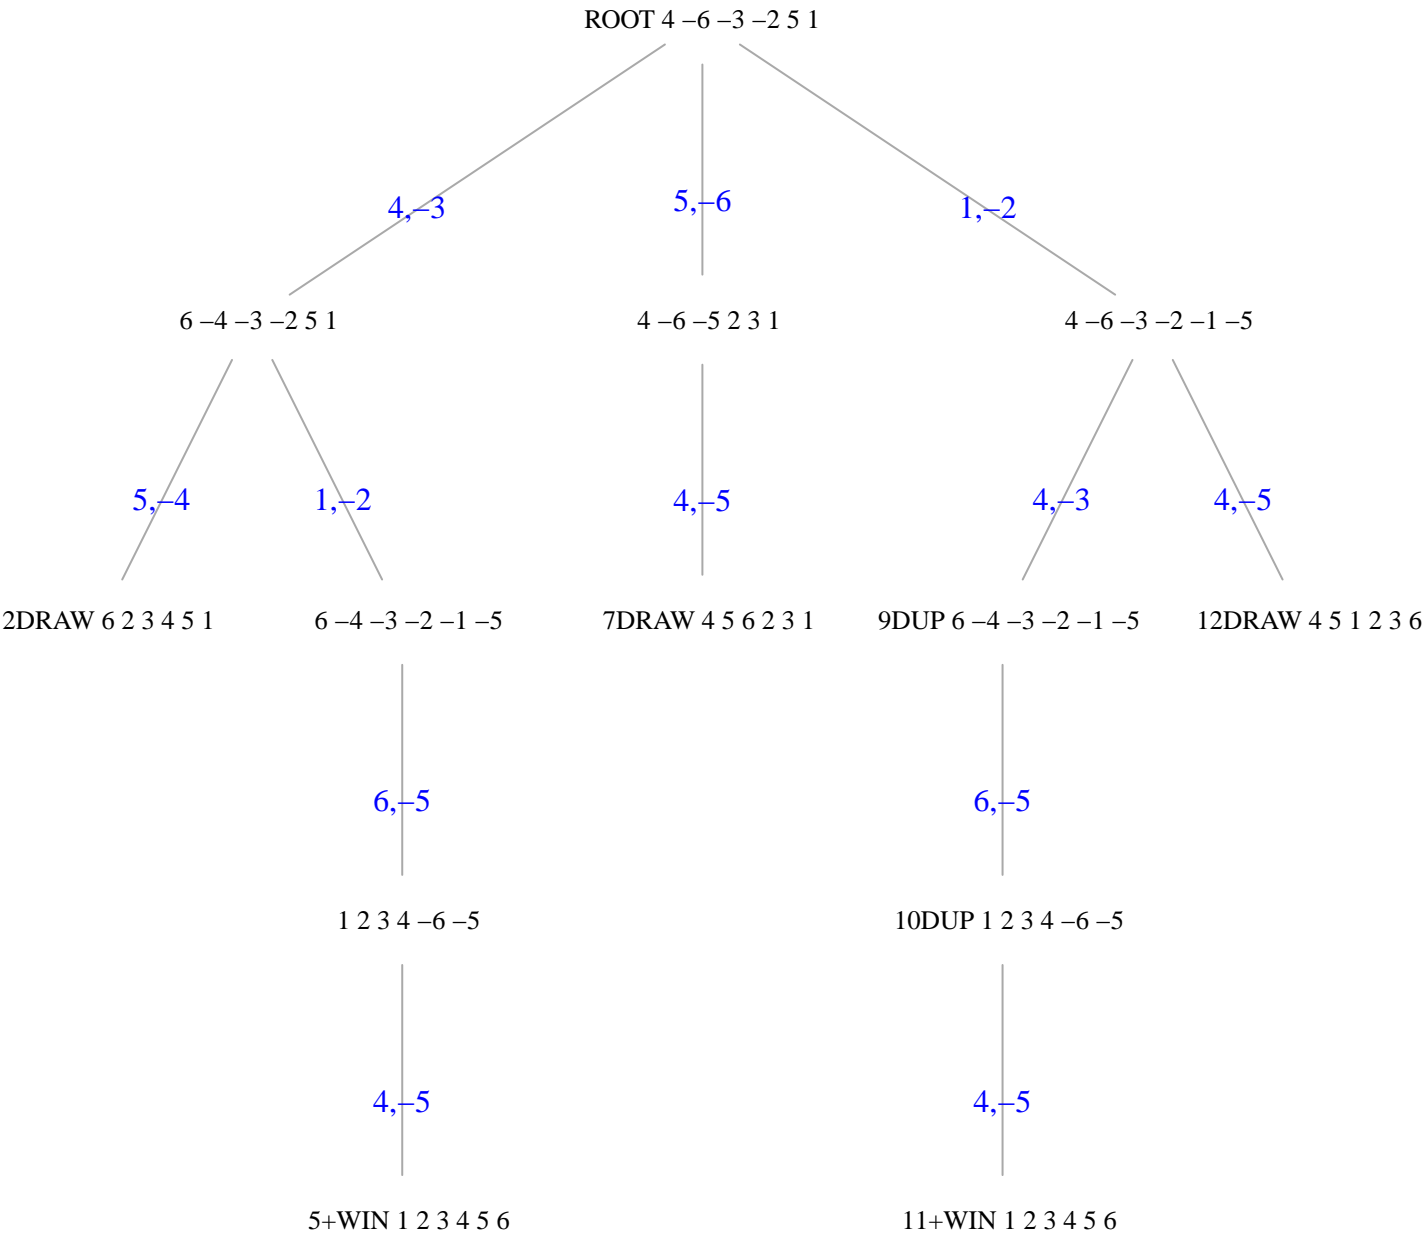 ROOT 4 –6 –3 –2 5 1
4,–3
5,–6
1,–2
6 –4 –3 –2 5 1
4 –6 –5 2 3 1
4 –6 –3 –2 –1 –5
5,–4
1,–2
4,–5
4,–3
4,–5
2DRAW 6 2 3 4 5 1
6 –4 –3 –2 –1 –5
7DRAW 4 5 6 2 3 1
9DUP 6 –4 –3 –2 –1 –5
12DRAW 4 5 1 2 3 6
6,–5
6,–5
1 2 3 4 –6 –5
10DUP 1 2 3 4 –6 –5
4,–5
4,–5
5+WIN 1 2 3 4 5 6
11+WIN 1 2 3 4 5 6